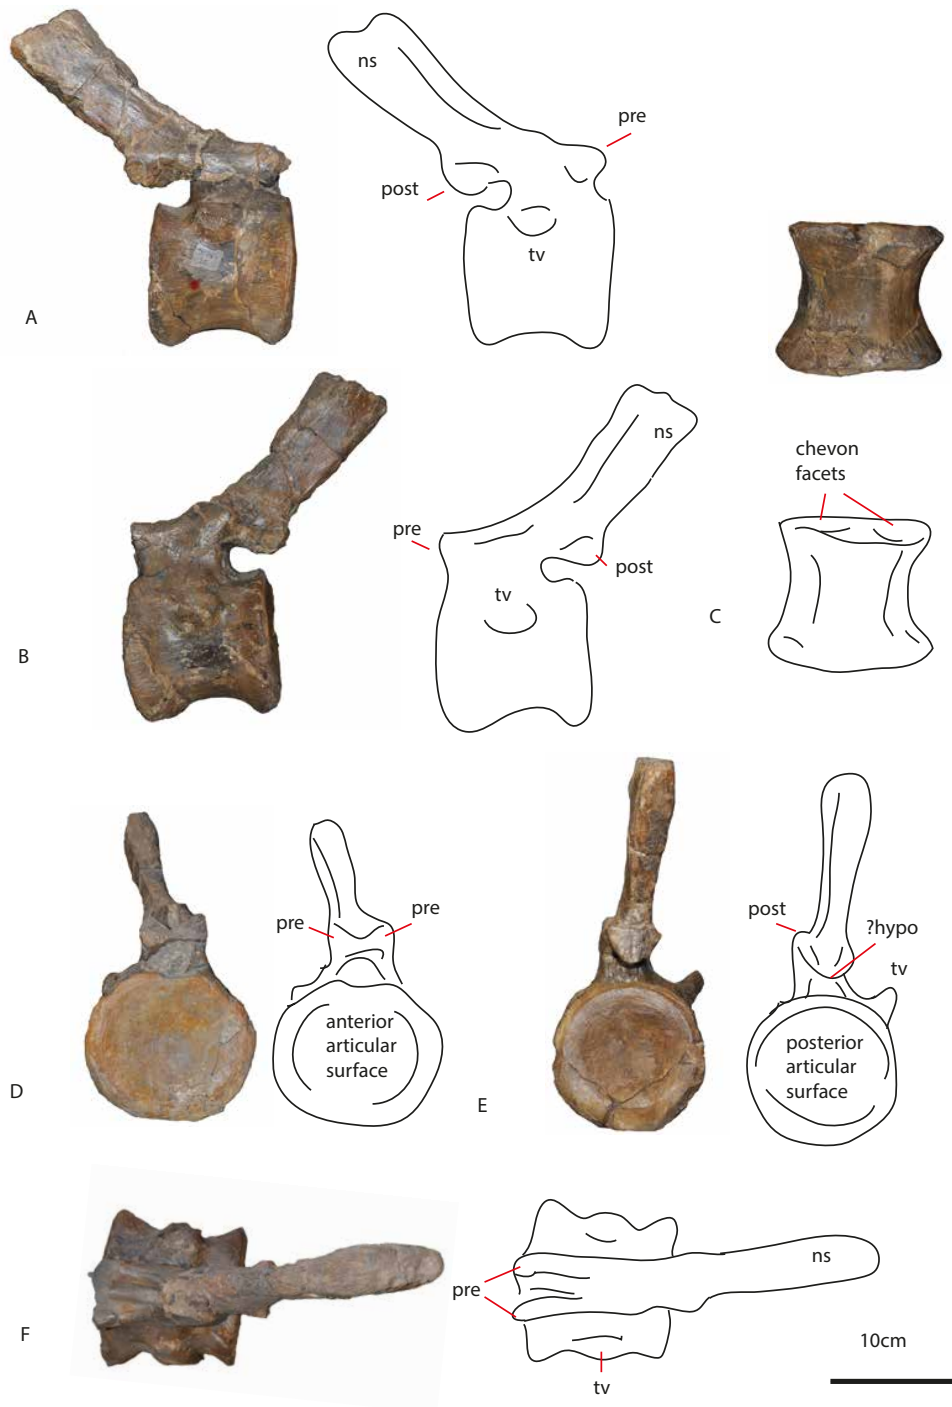 ns
pre
post
tv
A
ns
chevon
facets
pre
post
tv
C
B
pre
pre
post
?hypo
tv
anterior
articular
surface
posterior
articular
surface
D
E
ns
pre
F
10cm
tv